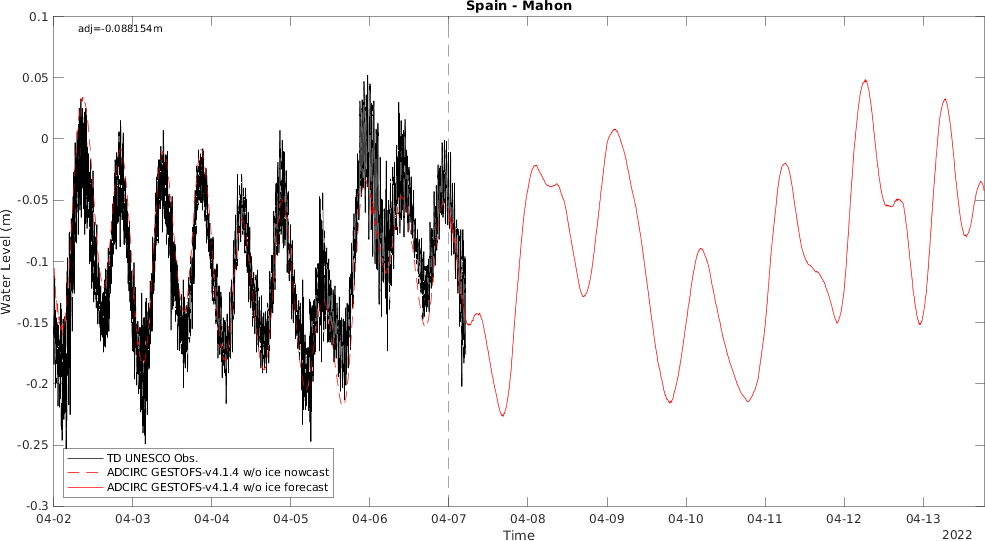 Spain - Mahon
adj=-0.088154m
0.1
0.05
0
-0.05
-0.1
-0.15
-0.2
-0.25
-0.3
Water Level (m)
TD UNESCO Obs.
ADCIRC GESTOFS-v4.1.4 w/o ice nowcast
ADCIRC GESTOFS-v4.1.4 w/o ice forecast
04-02 04-03 04-04 04-05 04-06 04-07 04-08 04-09 04-10 04-11 04-12 04-13
Time
2022